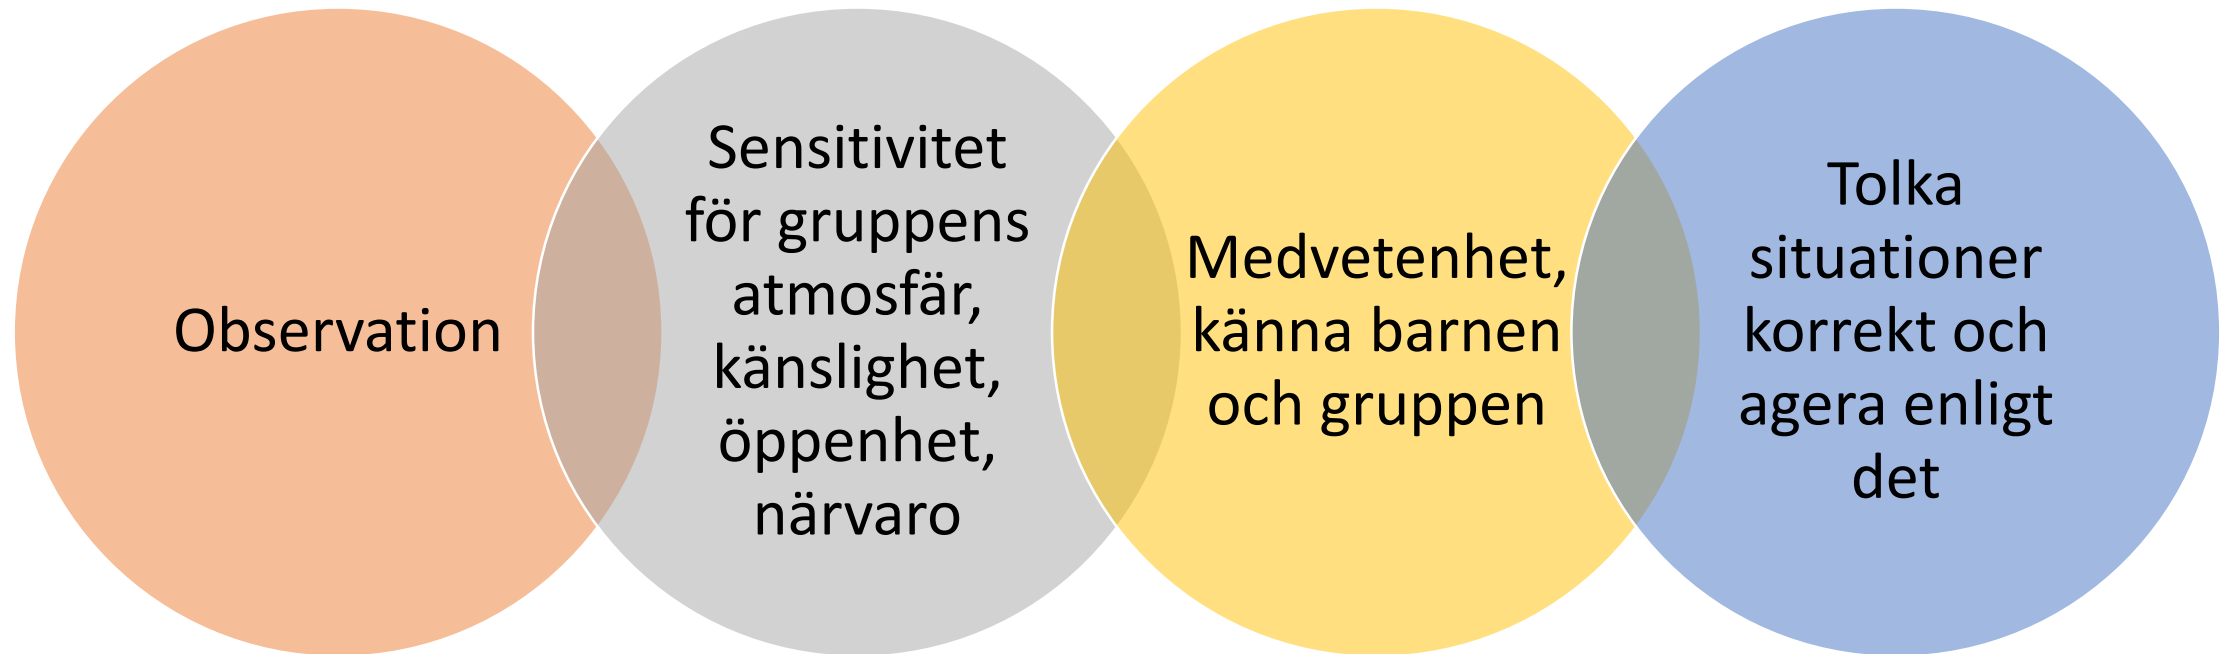 Observation
Sensitivitet
för gruppens
atmosfär,
känslighet,
öppenhet,
närvaro
Medvetenhet,
känna barnen
och gruppen
Tolka
situationer
korrekt och
agera enligt
det